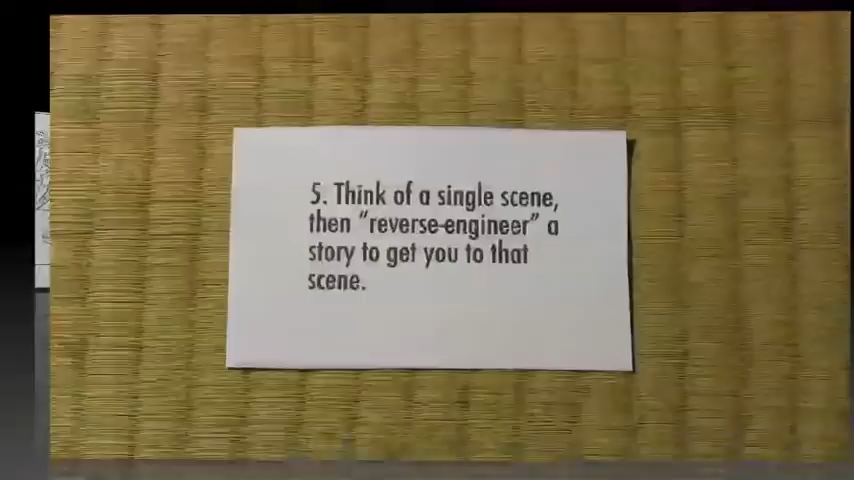 5. Think of a single scene,
then “reverse-engineer” a
story to get you to that
scene.